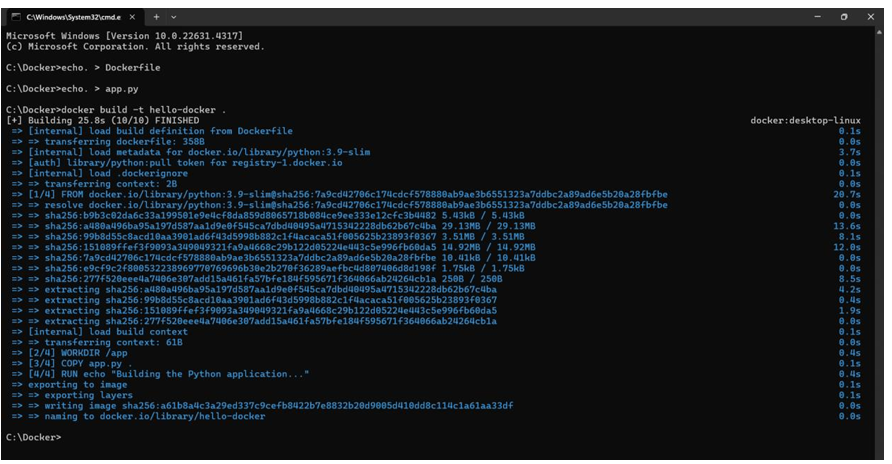 C:\Windows\System32\cmd.e
Microsoft Windows [Version 10.0.22631.4317]
(c) Microsoft Corporation. All rights reserved.
C:\Docker>echo. > Dockerfile
C:\Docker>echo. > app.py
C:\Docker>docker build -t hello-docker .
[+] Building 25.8s (10/10) FINISHED docker:desktop-linux
=> [internal] load build definition from Dockerfile 0.1s
=> => transferring dockerfile: 358B 0.0s
=> [internal] load metadata for docker.io/library/python:3.9-slim 3.7s
=> [auth] library/python:pull token for registry-1.docker.io 0.0s
=> [internal] load .dockerignore 0.1s
=> => transferring context: 2B 0.0s
=> [1/4] FROM docker.io/library/python:3.9-slim@sha256:7a9cd42706c174cdcf578880ab9ae3b6551323a7ddbc2a89ad6e5b20a28fbfbe 20.7s
=> => resolve docker.io/library/python:3.9-slim@sha256:7a9cd42706c174cdcf578880ab9ae3b6551323a7ddbc2a89ad6e5b20a28fbfbe 0.0s
=> => sha256:b9b3c02da6c33a199501e9e4cf8da859d8065718b084ce9ee333e12cfc3b4482 5.43kB / 5.43kB 0.0s
=> => sha256:a480a496ba95a197d587aa1d9e0f545ca7dbd40495a4715342228db62b67c4ba 29.13MB / 29.13MB 13.6s
=> => sha256:99b8d55c8acd10aa3901ad6f43d5998b882c1f4acaca51f005625b23893f0367 3.51MB / 3.51MB 8.1s
=> => sha256:151089ffef3f9093a349049321fa9a4668c29b122d05224e443c5e996fb60da5 14.92MB / 14.92MB 12.0s
=> => sha256:7a9cd42706c174cdcf578880ab9ae3b6551323a7ddbc2a89ad6e5b20a28fbfbe 10.41kB / 10.41kB 0.0s
=> => sha256:e9cf9c2f800532238969770769696b30e2b270f36289aefbc4d807406d8d198f 1.75kB / 1.75kB 0.0s
=> => sha256:277f520eee4a7406e307add15a461fa57bfe184f595671f364066ab24264cb1a 250B / 250B 8.5s
=> => extracting sha256:a480a496ba95a197d587aa1d9e0f545ca7dbd40495a4715342228db62b67c4ba 4.2s
=> => extracting sha256:99b8d55c8acd10aa3901ad6f43d5998b882c1f4acaca51f005625b23893f0367 0.4s
=> => extracting sha256:151089ffef3f9093a349049321fa9a4668c29b122d05224e443c5e996fb60da5 1.9s
=> => extracting sha256:277f520eee4a7406e307add15a461fa57bfe184f595671f364066ab24264cb1a 0.0s
=> [internal] load build context 0.1s
=> => transferring context: 61B 0.0s
=> [2/4] WORKDIR /app 0.4s
=> [3/4] COPY app.py . 0.1s
=> [4/4] RUN echo "Building the Python application..." 0.4s
=> exporting to image 0.1s
=> => exporting layers 0.1s
=> => writing image sha256:a61b8a4c3a29ed337c9cefb8422b7e8832b20d9005d410dd8c114c1a61aa33df 0.0s
=> => naming to docker.io/library/hello-docker 0.0s
C:\Docker>